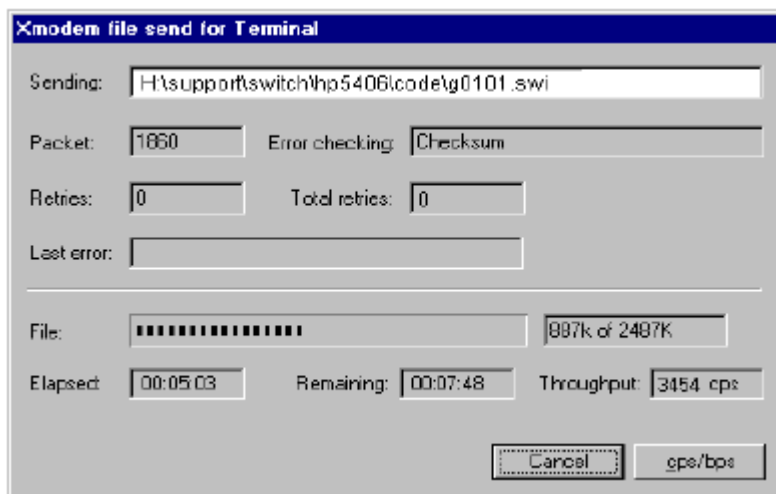 Xmodem file send for Terminal
Sending: H:\support\switch\hp5406\code\g0101.swi
Packet: 1860 Error checking: Checksum
Retries: 0 Total retries: 0
Last error:
File: 887k of 2487K
Elapsed: 00:05:03 Remaining: 00:07:48 Throughput: 3454 cps
Cancel cps/bps